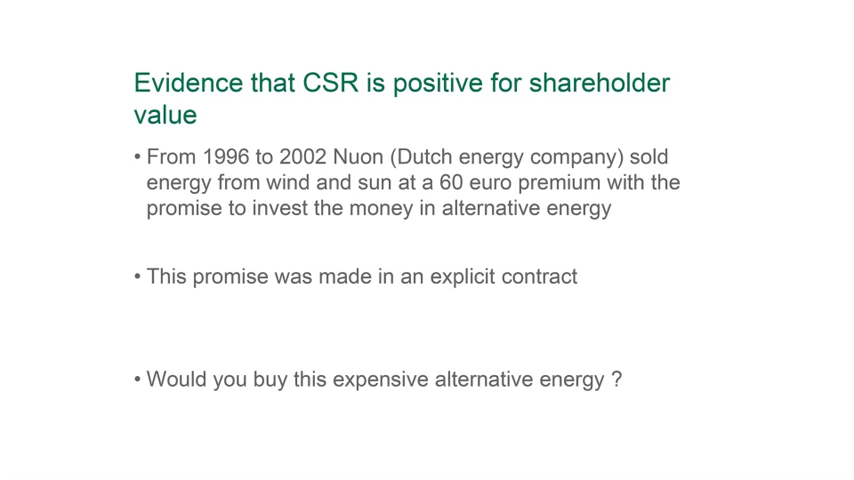 Evidence that CSR is positive for shareholder
value
• From 1996 to 2002 Nuon (Dutch energy company) sold
energy from wind and sun at a 60 euro premium with the
promise to invest the money in alternative energy
• This promise was made in an explicit contract
• Would you buy this expensive alternative energy ?